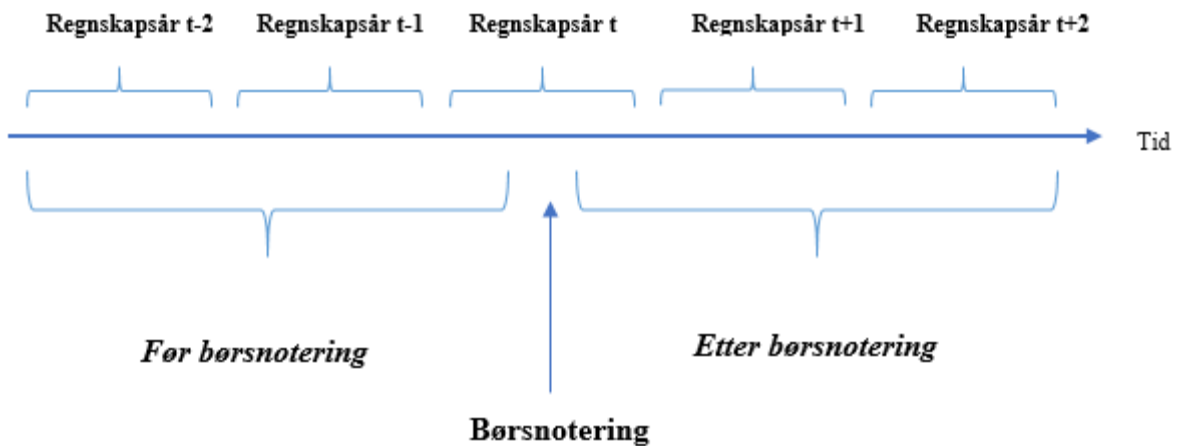 Regnskapsår t-2 Regnskapsår t-1 Regnskapsår t Regnskapsår t+1 Regnskapsår t+2
Tid
Før børsnotering Etter børsnotering
Børsnotering